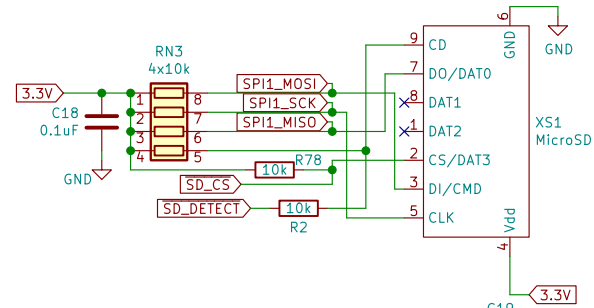 6
RN3
4x10k
9
CD
GND
GND
7
DO/DAT0
3.3V
1
8
SPI1_MOSI
8
DAT1
C18
0.1uF
2
7
SPI1_SCK
XS1
MicroSD
3
6
SPI1_MISO
1
DAT2
4
5
R78
10k
2
CS/DAT3
GND
SD_CS
3
DI/CMD
SD_DETECT
10k
R2
5
CLK
Vdd
4
3.3V